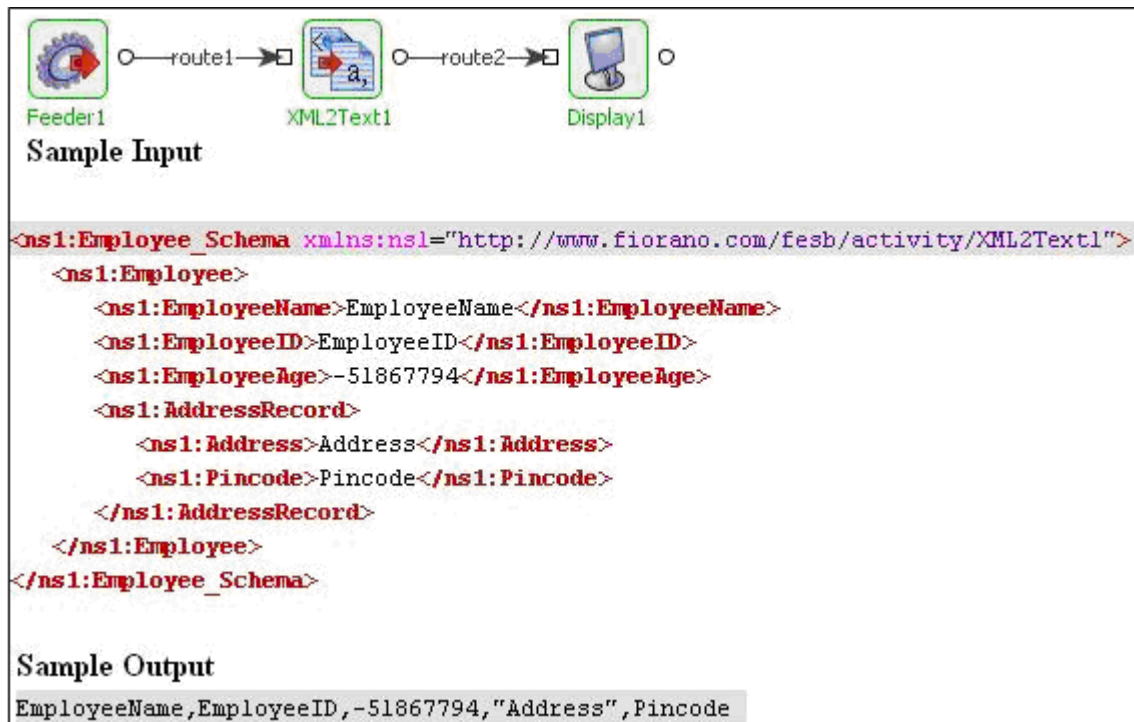 route1 route2
Feeder1 XML2Text1 Display1
Sample Input
<ns1:Employee_Schema xmlns:ns1="http://www.fiorano.com/fesb/activity/XML2Text1">
<ns1:Employee>
<ns1:EmployeeName>EmployeeName</ns1:EmployeeName>
<ns1:EmployeeID>EmployeeID</ns1:EmployeeID>
<ns1:EmployeeAge>-51867794</ns1:EmployeeAge>
<ns1:AddressRecord>
<ns1:Address>Address</ns1:Address>
<ns1:Pincode>Pincode</ns1:Pincode>
</ns1:AddressRecord>
</ns1:Employee>
</ns1:Employee_Schema>
Sample Output
EmployeeName,EmployeeID,-51867794,"Address",Pincode